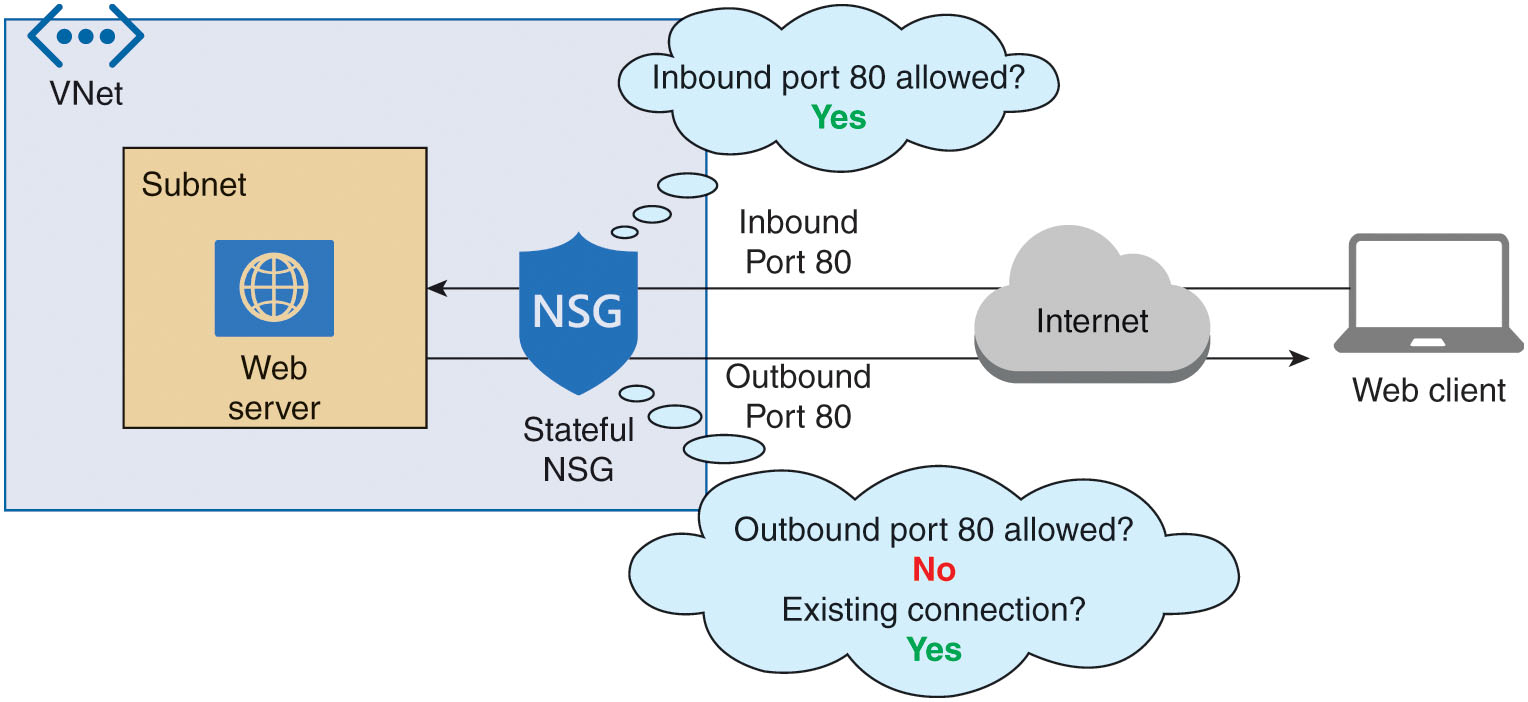 VNet
Inbound port 80 allowed?
Yes
Subnet
Web
server
NSG
Stateful
NSG
Inbound
Port 80
Outbound
Port 80
Internet
Web client
Outbound port 80 allowed?
No
Existing connection?
Yes